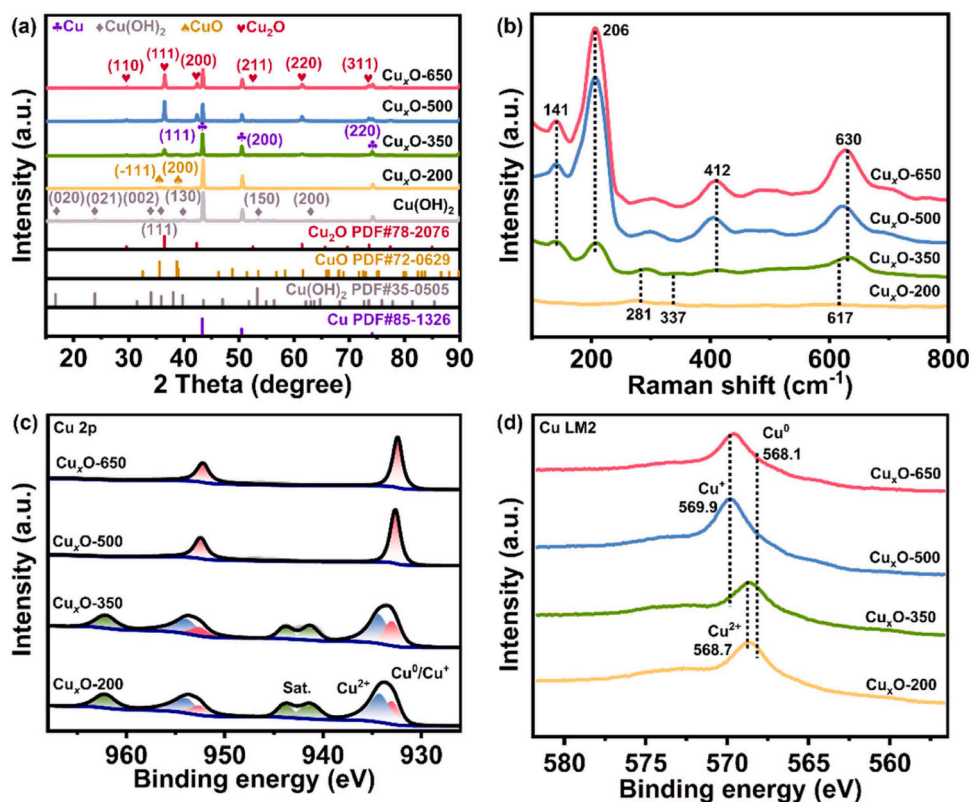 (a)
♣Cu ♦Cu(OH)₂ ♠CuO ♥Cu₂O
(110) (111) (200) (211) (220) (311) CuₓO-650
CuₓO-500
(111) (200) (220) CuₓO-350
(-111) (200) CuₓO-200
(020) (021) (002) (130) (150) (200) Cu(OH)₂
(111)
Cu₂O PDF#78-2076
CuO PDF#72-0629
Cu(OH)₂ PDF#35-0505
Cu PDF#85-1326
15 20 30 40 50 60 70 80 90
2 Theta (degree)
Intensity (a.u.)
(b)
206
141
412
630
CuₓO-650
CuₓO-500
CuₓO-350
CuₓO-200
281 337 617
200 400 600 800
Raman shift (cm⁻¹)
Intensity (a.u.)
(c) Cu 2p
CuₓO-650
CuₓO-500
CuₓO-350
CuₓO-200
Sat. Cu²⁺ Cu⁰/Cu⁺
960 950 940 930
Binding energy (eV)
Intensity (a.u.)
(d) Cu LM2
Cu⁰
568.1
CuₓO-650
Cu⁺
569.9
CuₓO-500
CuₓO-350
Cu²⁺
568.7
CuₓO-200
580 575 570 565 560
Binding energy (eV)
Intensity (a.u.)